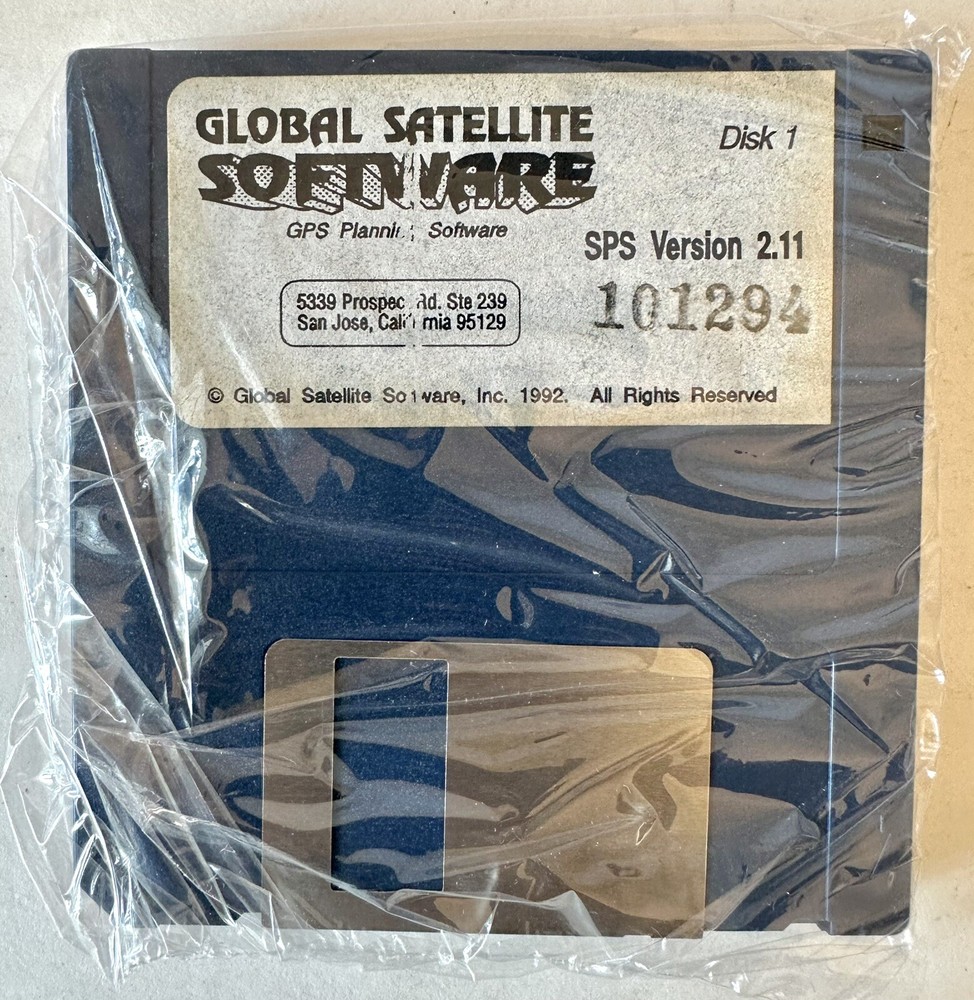 GLOBAL SATELLITE
SOFTWARE
GPS Planning Software
Disk 1
SPS Version 2.11
101294
5339 Prospect Rd. Ste 239
San Jose, California 95129
© Global Satellite Software, Inc. 1992. All Rights Reserved